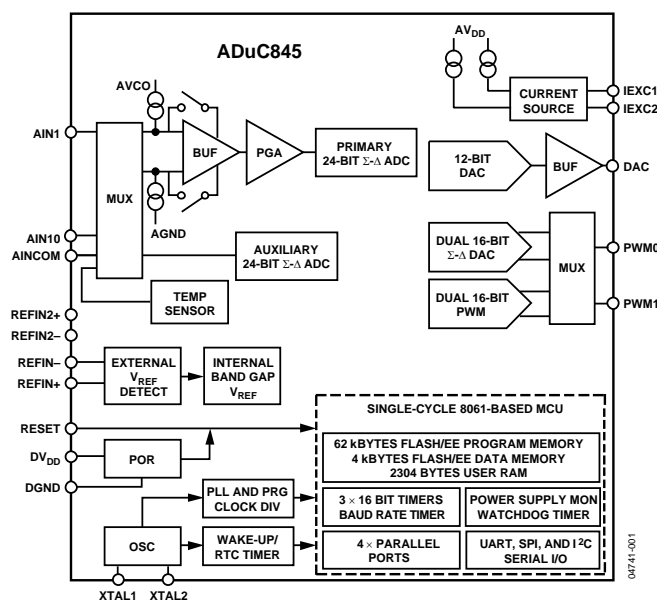 ADuC845
AVCO
AIN1
MUX
BUF
PGA
PRIMARY
24-BIT Σ-Δ ADC
AGND
AIN10
AINCOM
AUXILIARY
24-BIT Σ-Δ ADC
TEMP
SENSOR
REFIN2+
REFIN2–
REFIN–
REFIN+
EXTERNAL
VREF
DETECT
INTERNAL
BAND GAP
VREF
RESET
DVDD
DGND
POR
PLL AND PRG
CLOCK DIV
OSC
WAKE-UP/
RTC TIMER
XTAL1
XTAL2
AVDD
CURRENT
SOURCE
IEXC1
IEXC2
12-BIT
DAC
BUF
DAC
DUAL 16-BIT
Σ-Δ DAC
DUAL 16-BIT
PWM
MUX
PWM0
PWM1
SINGLE-CYCLE 8061-BASED MCU
62 kBYTES FLASH/EE PROGRAM MEMORY
4 kBYTES FLASH/EE DATA MEMORY
2304 BYTES USER RAM
3 × 16 BIT TIMERS
BAUD RATE TIMER
POWER SUPPLY MON
WATCHDOG TIMER
4 × PARALLEL
PORTS
UART, SPI, AND I2C
SERIAL I/O
04741-001